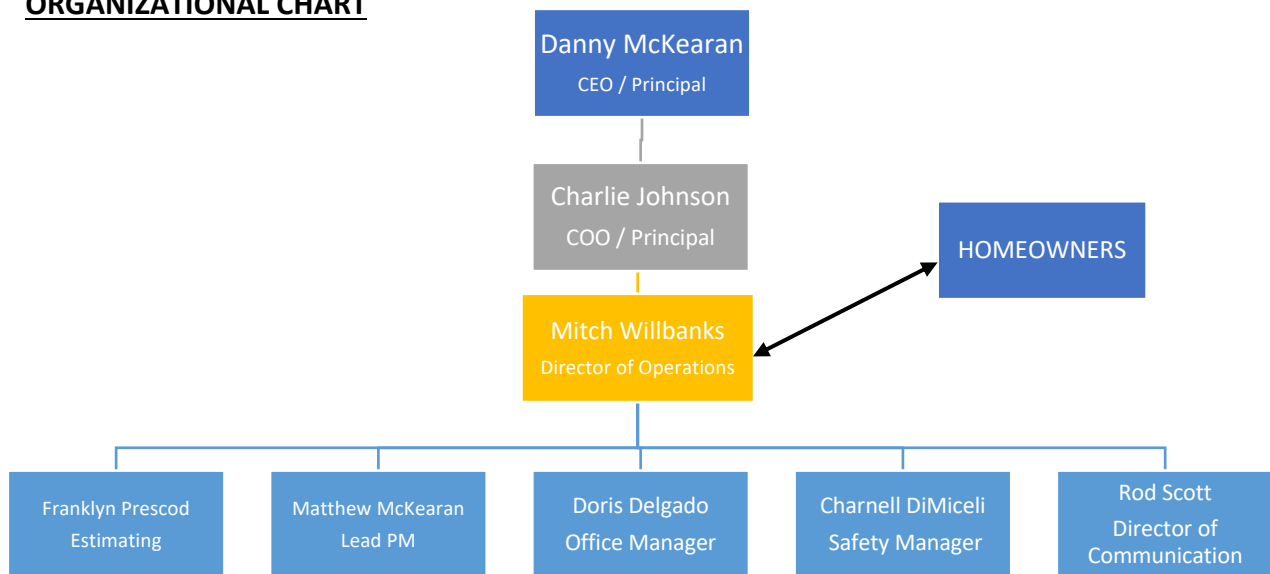 ORGANIZATIONAL CHART
Danny McKearan
CEO / Principal
Charlie Johnson
COO / Principal
HOMEOWNERS
Mitch Willbanks
Director of Operations
Franklyn Prescod
Estimating
Matthew McKearan
Lead PM
Doris Delgado
Office Manager
Charnell DiMiceli
Safety Manager
Rod Scott
Director of
Communication